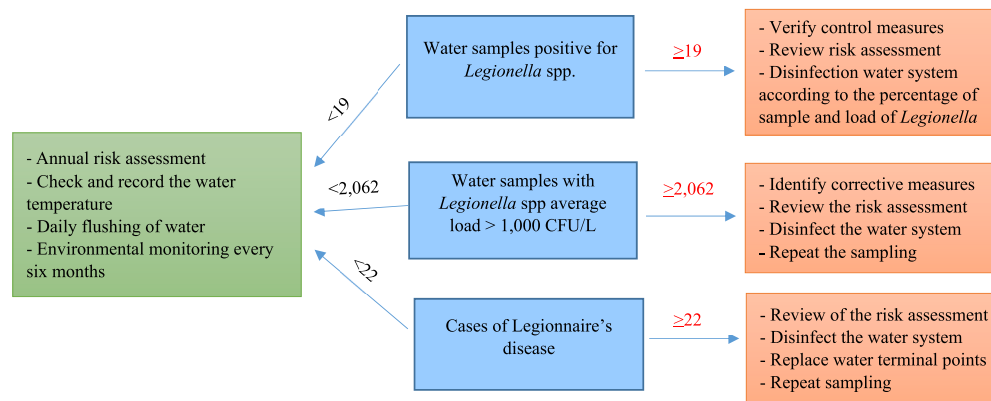 - Annual risk assessment
- Check and record the water
temperature
- Daily flushing of water
- Environmental monitoring every
six months
<19
<2,062
<22
Water samples positive for
Legionella spp.
≥19
- Verify control measures
- Review risk assessment
- Disinfection water system
according to the percentage of
sample and load of Legionella
Water samples with
Legionella spp average
load > 1,000 CFU/L
≥2,062
- Identify corrective measures
- Review the risk assessment
- Disinfect the water system
- Repeat the sampling
Cases of Legionnaire's
disease
≥22
- Review of the risk assessment
- Disinfect the water system
- Replace water terminal points
- Repeat sampling